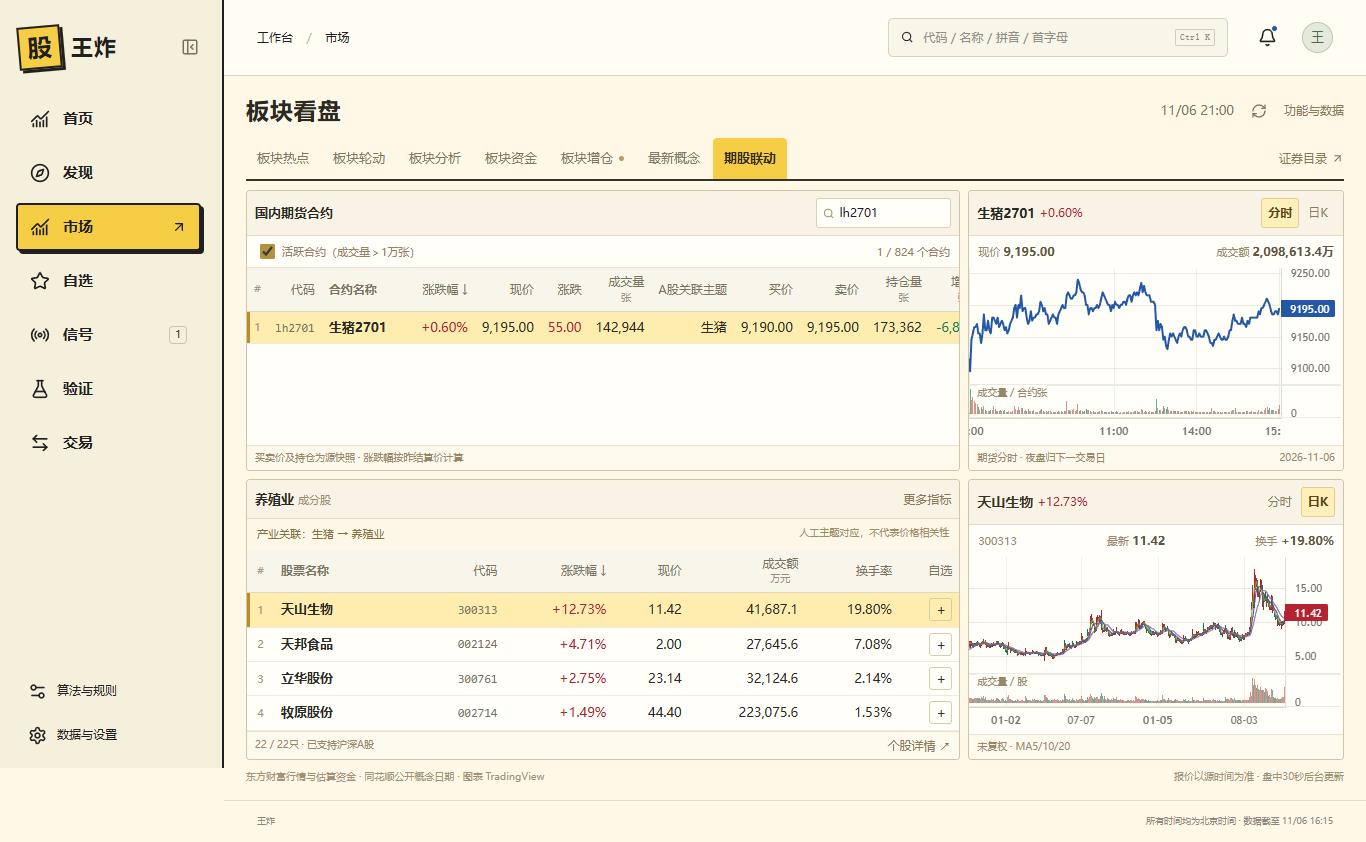 股 王炸
工作台 / 市场
代码 / 名称 / 拼音 / 首字母 Ctrl K
王
首页
发现
市场
自选
信号 1
验证
交易
算法与规则
数据与设置
板块看盘
11/06 21:00 功能与数据
板块热点 板块轮动 板块分析 板块资金 板块增仓 最新概念 期股联动
证券目录
国内期货合约
lh2701
活跃合约（成交量 > 1万张） 1 / 824 个合约
# 代码 合约名称 涨跌幅↓ 现价 涨跌 成交量 张 A股关联主题 买价 卖价 持仓量 张
1 lh2701 生猪2701 +0.60% 9,195.00 55.00 142,944 生猪 9,190.00 9,195.00 173,362 -6,8
买卖价及持仓为源快照 · 涨跌幅按昨结算价计算
生猪2701 +0.60% 分时 日K
现价 9,195.00 成交额 2,098,613.4万
9250.00
9195.00
9150.00
9100.00
成交量 / 合约张
0
:00 11:00 14:00 15:
期货分时 · 夜盘归下一交易日 2026-11-06
养殖业 成分股 更多指标
产业关联：生猪 → 养殖业 人工主题对应，不代表价格相关性
# 股票名称 代码 涨跌幅↓ 现价 成交额 万元 换手率 自选
1 天山生物 300313 +12.73% 11.42 41,687.1 19.80% +
2 天邦食品 002124 +4.71% 2.00 27,645.6 7.08% +
3 立华股份 300761 +2.75% 23.14 32,124.6 2.14% +
4 牧原股份 002714 +1.49% 44.40 223,075.6 1.53% +
22 / 22只 · 已支持沪深A股 个股详情 ↗
天山生物 +12.73% 分时 日K
300313 最新 11.42 换手 +19.80%
15.00
11.42
10.00
5.00
成交量 / 股
0
01-02 07-07 01-05 08-03
未复权 · MA5/10/20
东方财富行情与估算资金 · 同花顺公开概念日期 · 图表 TradingView
报价以源时间为准 · 盘中30秒后台更新
王炸
所有时间均为北京时间 · 数据截至 11/06 16:15